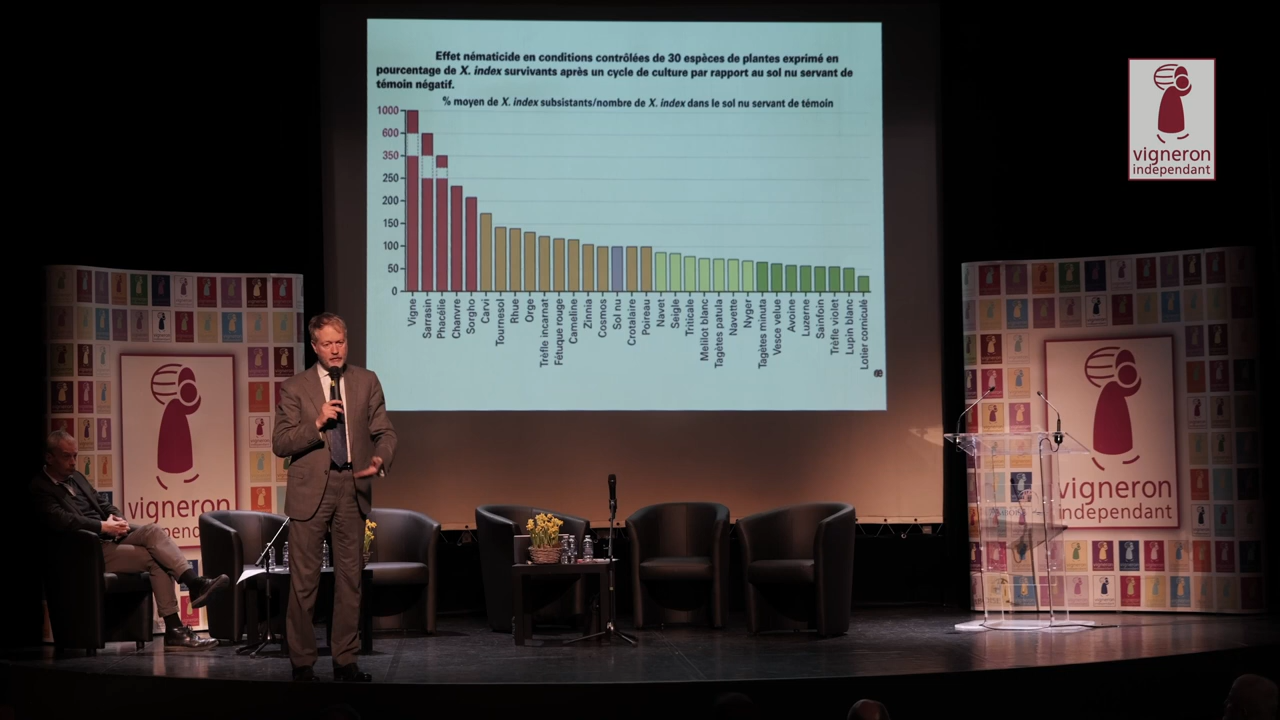 Effet nématicide en conditions contrôlées de 30 espèces de plantes exprimé en
pourcentage de X. index survivants après un cycle de culture par rapport au sol nu servant de
témoin négatif.
% moyen de X. index subsistants/nombre de X. index dans le sol nu servant de témoin
1000
600
350
250
200
150
100
50
0
Vigne
Sarrasin
Phacélie
Chanvre
Sorgho
Carvi
Tournesol
Rhue
Orge
Trèfle incarnat
Fétuque rouge
Cameline
Zinnia
Cosmos
Sol nu
Crotalaire
Poireau
Navet
Seigle
Triticale
Melilot blanc
Tagètes patula
Navette
Nyger
Tagètes minuta
Vesce velue
Avoine
Luzerne
Sainfoin
Trèfle violet
Lupin blanc
Lotier corniculé
vigneron
indépendant
vigneron
indépendant
vigneron
indépendant